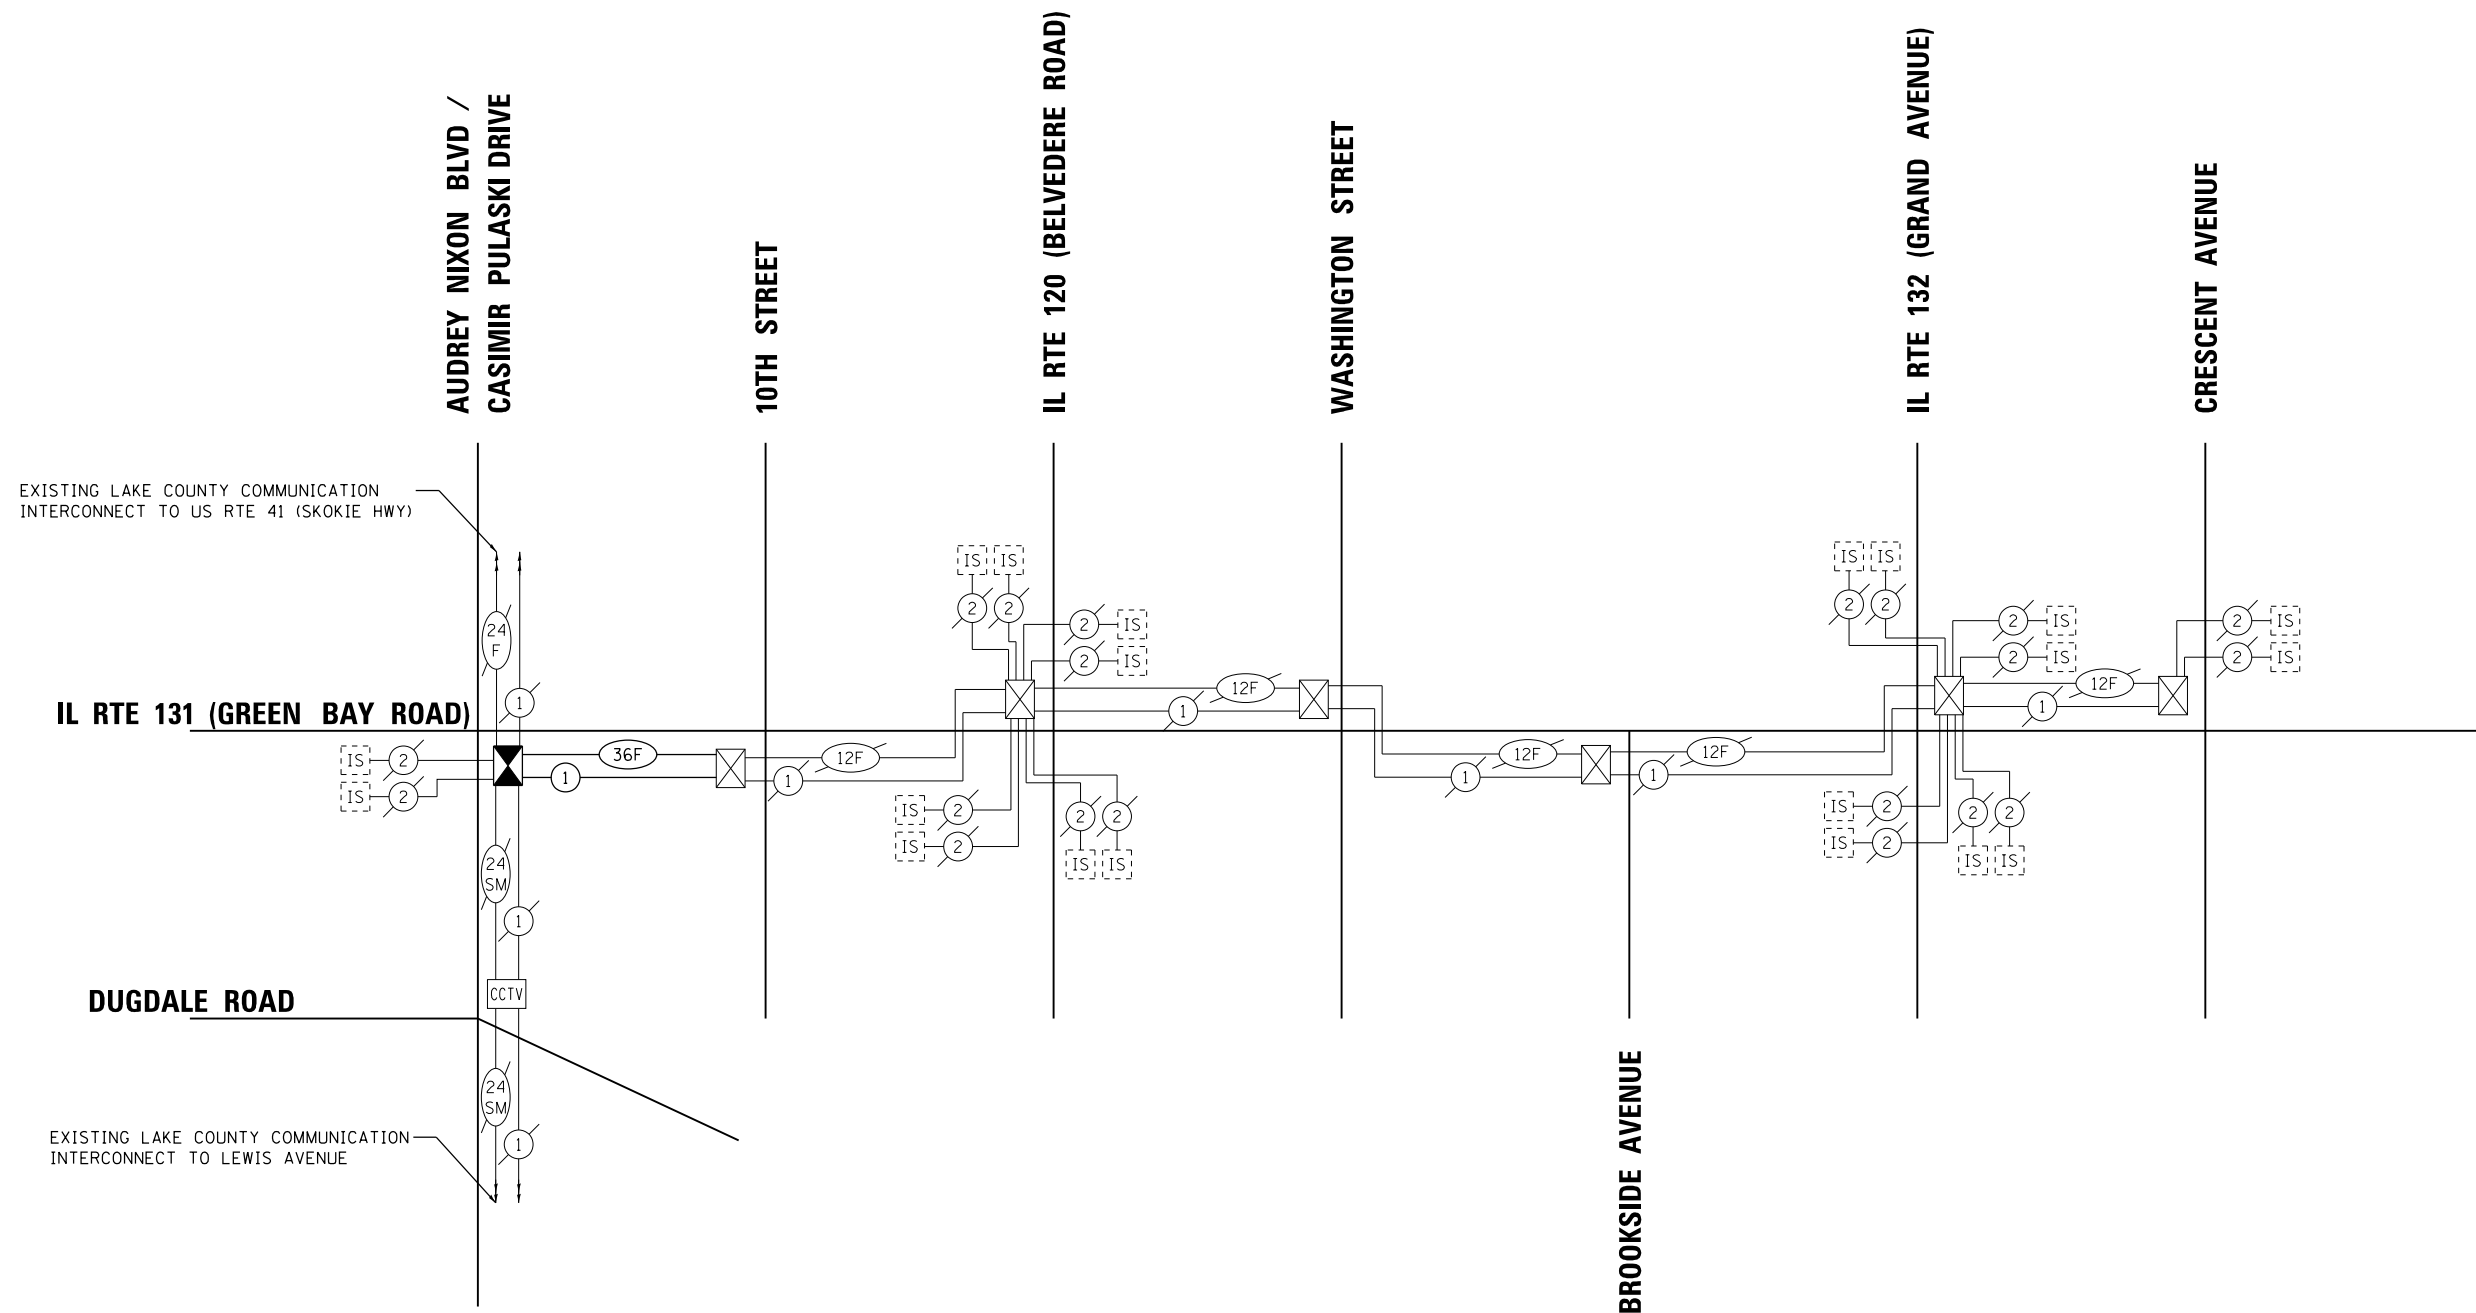 AUDREY NIXON BLVD /
CASIMIR PULASKI DRIVE
10TH STREET
IL RTE 120 (BELVEDERE ROAD)
WASHINGTON STREET
IL RTE 132 (GRAND AVENUE)
CRESCENT AVENUE
EXISTING LAKE COUNTY COMMUNICATION
INTERCONNECT TO US RTE 41 (SKOKIE HWY)
IS IS
2 2
2 IS
2 IS
IS IS
2 2
2 IS
2 IS
2 IS
2 IS
24
F
1
12F
1
12F
1
IL RTE 131 (GREEN BAY ROAD)
IS 2
IS 2
36F
1
12F
1
12F
1
12F
1
IS 2
IS 2
2 2
IS IS
IS 2
IS 2
2 2
IS IS
24
SM
1
CCTV
DUGDALE ROAD
24
SM
1
EXISTING LAKE COUNTY COMMUNICATION
INTERCONNECT TO LEWIS AVENUE
BROOKSIDE AVENUE